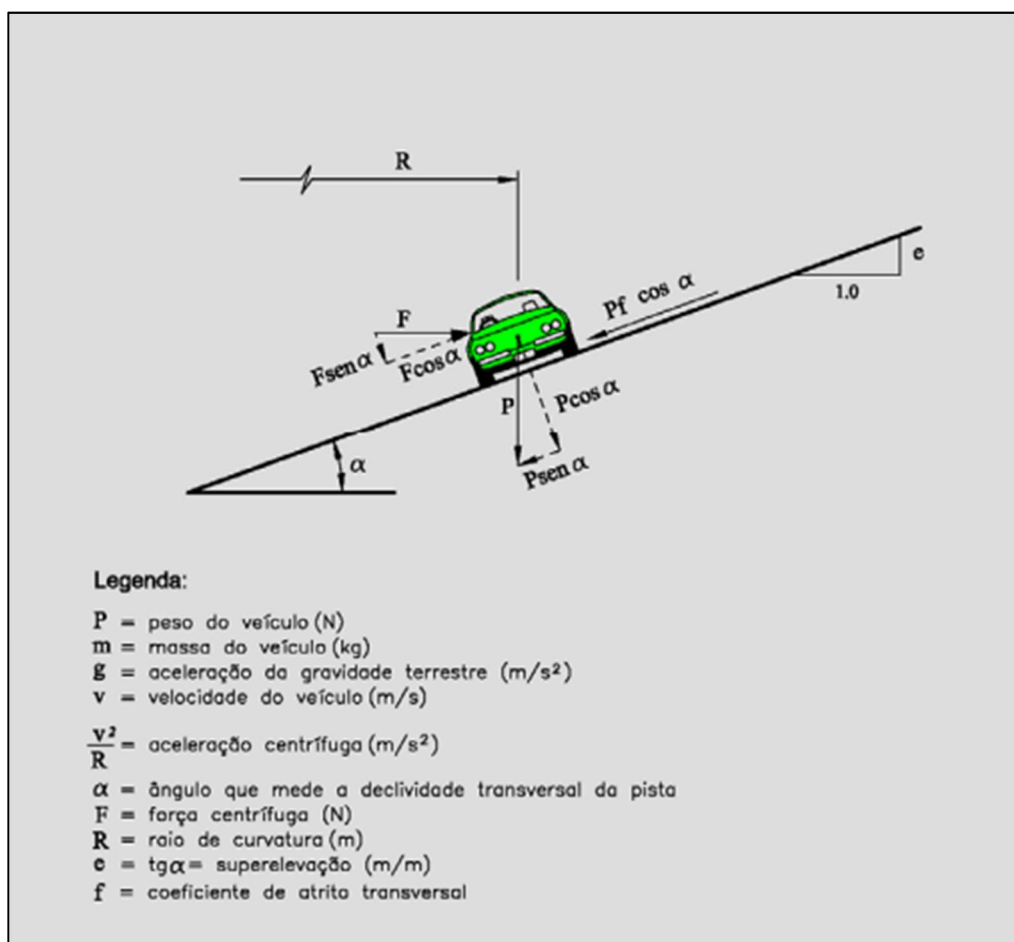 R
e
1.0
Pf cos α
F
Fsen α
Fcos α
P
Pcos α
Psen α
α
Legenda:
P = peso do veículo (N)
m = massa do veículo (kg)
g = aceleração da gravidade terrestre (m/s²)
v = velocidade do veículo (m/s)
v²/R = aceleração centrífuga (m/s²)
α = ângulo que mede a declividade transversal da pista
F = força centrífuga (N)
R = raio de curvatura (m)
e = tgα = superelevação (m/m)
f = coeficiente de atrito transversal